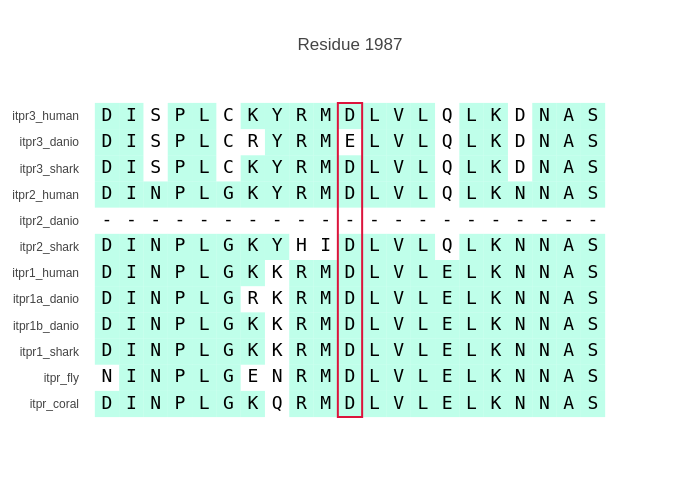 Residue 1987
itpr3_human D I S P L C K Y R M D L V L Q L K D N A S
itpr3_danio D I S P L C R Y R M E L V L Q L K D N A S
itpr3_shark D I S P L C K Y R M D L V L Q L K D N A S
itpr2_human D I N P L G K Y R M D L V L Q L K N N A S
itpr2_danio - - - - - - - - - - - - - - - - - - - - -
itpr2_shark D I N P L G K Y H I D L V L Q L K N N A S
itpr1_human D I N P L G K K R M D L V L E L K N N A S
itpr1a_danio D I N P L G R K R M D L V L E L K N N A S
itpr1b_danio D I N P L G K K R M D L V L E L K N N A S
itpr1_shark D I N P L G K K R M D L V L E L K N N A S
itpr_fly N I N P L G E N R M D L V L E L K N N A S
itpr_coral D I N P L G K Q R M D L V L E L K N N A S